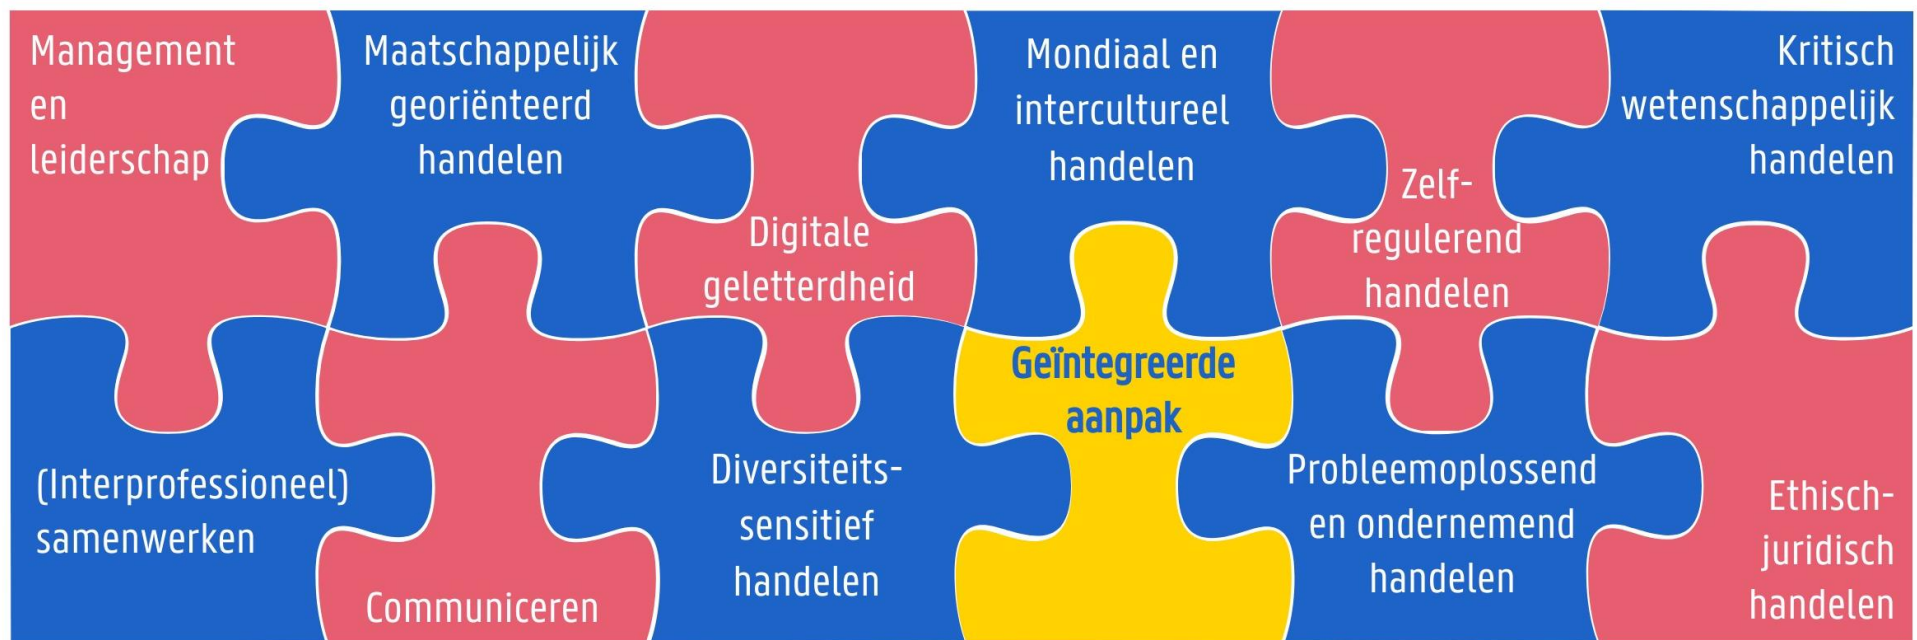 Management
en
leiderschap
Maatschappelijk
georiënteerd
handelen
Digitale
geletterdheid
Mondiaal en
intercultureel
handelen
Zelf-
regulerend
handelen
Kritisch
wetenschappelijk
handelen
(Interprofessioneel)
samenwerken
Communiceren
Diversiteits-
sensitief
handelen
Geïntegreerde
aanpak
Probleemoplossend
en ondernemend
handelen
Ethisch-
juridisch
handelen